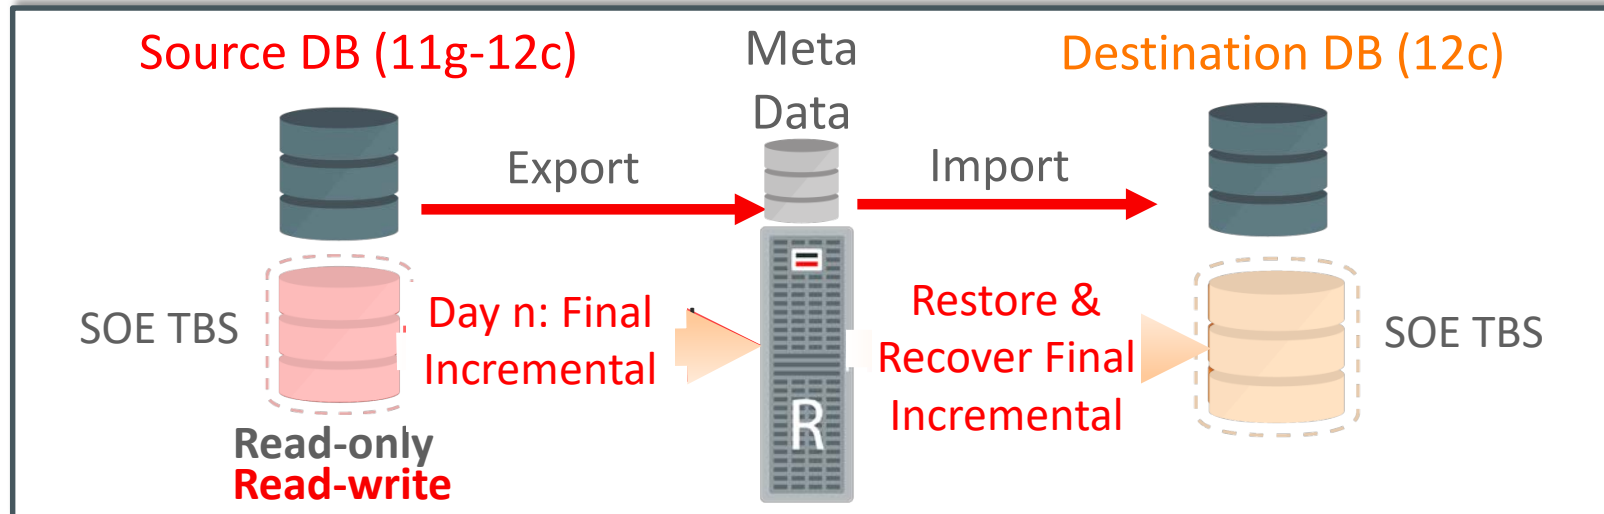 Source DB (11g-12c)
Meta
Data
Destination DB (12c)
Export
Import
SOE TBS
Day n: Final
Incremental
R
Restore &
Recover Final
Incremental
SOE TBS
Read-only
Read-write